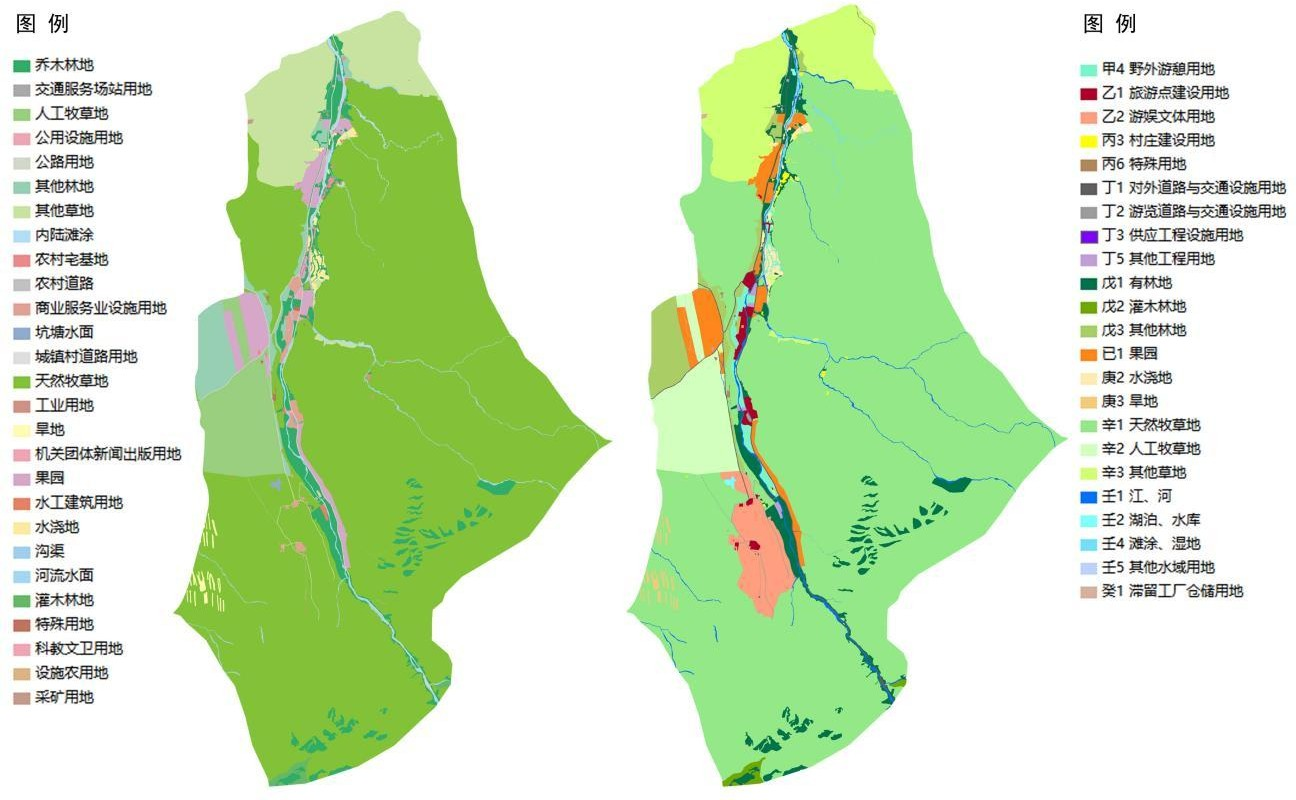 图 例
乔木林地
交通服务场站用地
人工牧草地
公用设施用地
公路用地
其他林地
其他草地
内陆滩涂
农村宅基地
农村道路
商业服务业设施用地
坑塘水面
城镇村道路用地
天然牧草地
工业用地
旱地
机关团体新闻出版用地
果园
水工建筑用地
水浇地
沟渠
河流水面
灌木林地
特殊用地
科教文卫用地
设施农用地
采矿用地
图 例
甲4 野外游憩用地
乙1 旅游点建设用地
乙2 游娱文体用地
丙3 村庄建设用地
丙6 特殊用地
丁1 对外道路与交通设施用地
丁2 游览道路与交通设施用地
丁3 供应工程设施用地
丁5 其他工程用地
戊1 有林地
戊2 灌木林地
戊3 其他林地
已1 果园
庚2 水浇地
庚3 旱地
辛1 天然牧草地
辛2 人工牧草地
辛3 其他草地
壬1 江、河
壬2 湖泊、水库
壬4 滩涂、湿地
壬5 其他水域用地
癸1 滞留工厂仓储用地